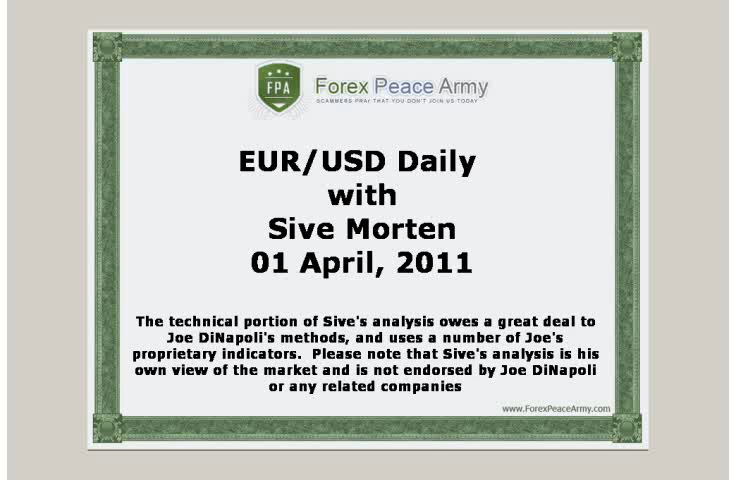 FPA
Forex Peace Army
SCAMMERS PRAY THAT YOU DON'T JOIN US TODAY
EUR/USD Daily
with
Sive Morten
01 April, 2011
The technical portion of Sive's analysis owes a great deal to
Joe DiNapoli's methods, and uses a number of Joe's
proprietary indicators. Please note that Sive's analysis is his
own view of the market and is not endorsed by Joe DiNapoli
or any related companies
www.ForexPeaceArmy.com